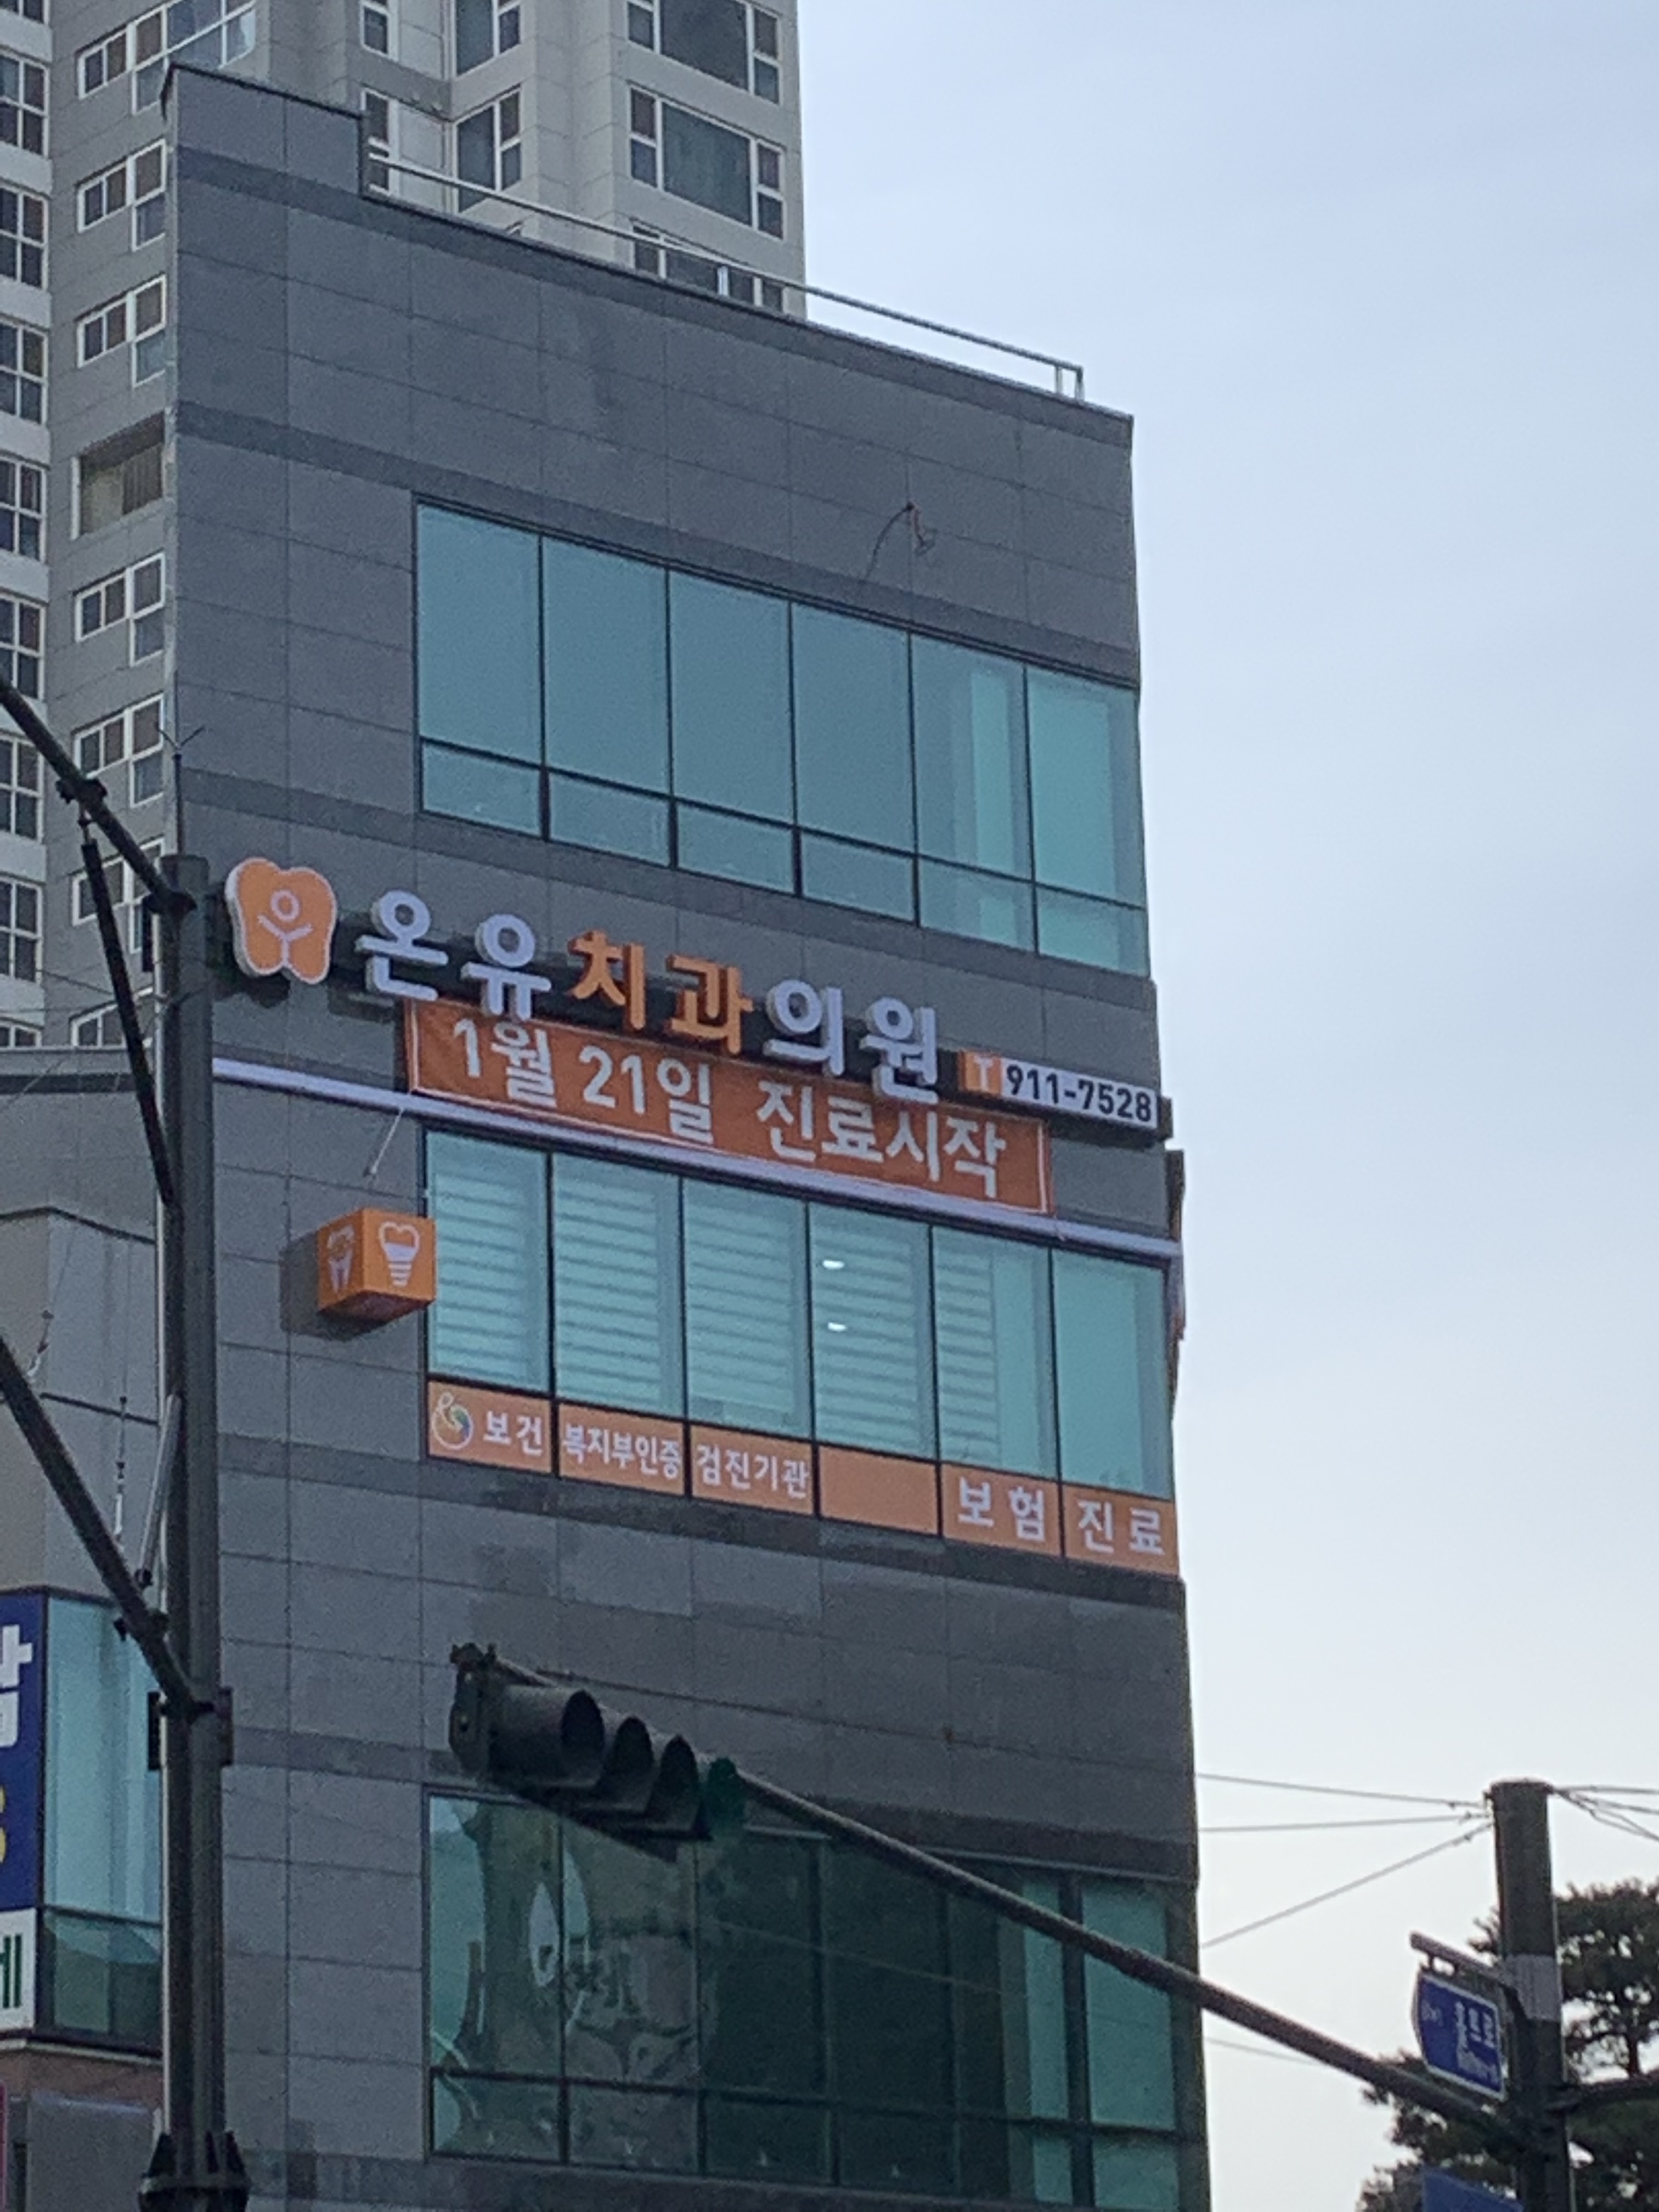 온유치과의원
T 911-7528
1월 21일 진료시작
보건복지부인증 검진기관 보험진료